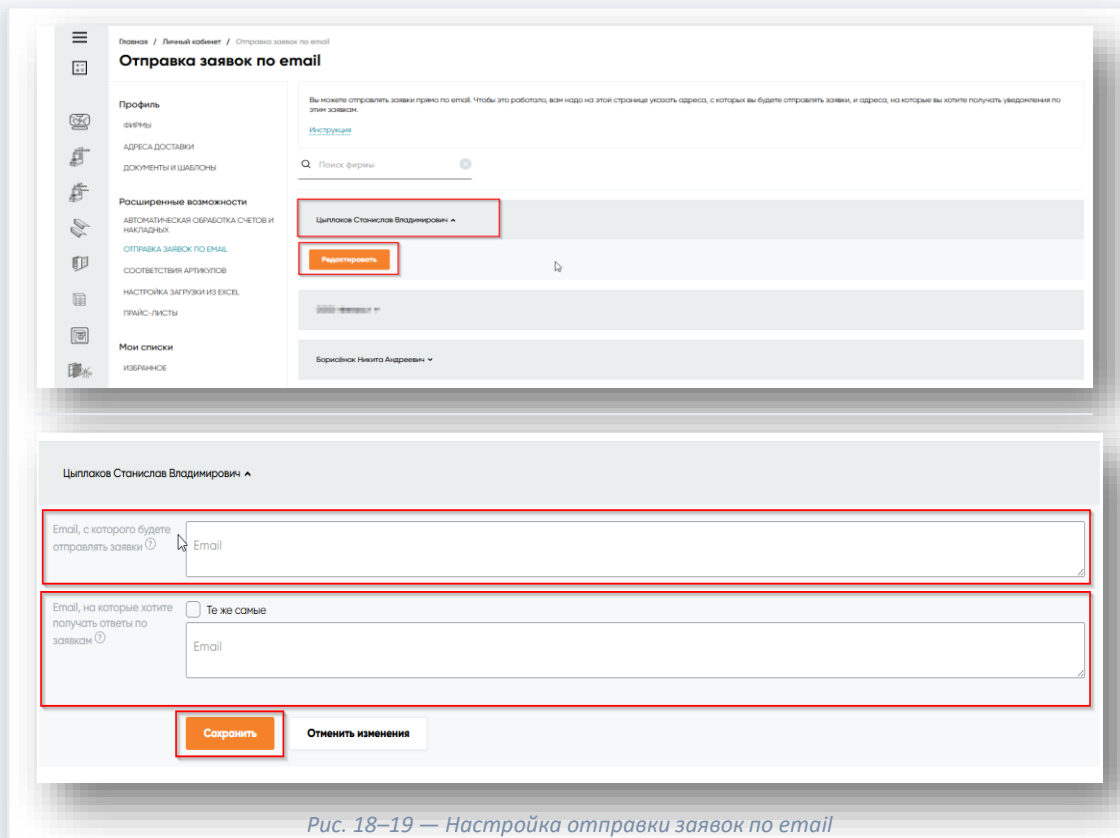 Главная / Личный кабинет / Отправка заявок по email
Отправка заявок по email
Профиль
ФИРМЫ
АДРЕСА ДОСТАВКИ
ДОКУМЕНТЫ И ШАБЛОНЫ
Расширенные возможности
АВТОМАТИЧЕСКАЯ ОБРАБОТКА СЧЕТОВ И
НАКЛАДНЫХ
ОТПРАВКА ЗАЯВОК ПО EMAIL
СООТВЕТСТВИЯ АРТИКУЛОВ
НАСТРОЙКА ЗАГРУЗКИ ИЗ EXCEL
ПРАЙС-ЛИСТЫ
Мои списки
ИЗБРАННОЕ
Вы можете отправлять заявки прямо по email. Чтобы это работало, вам надо на этой странице указать адреса, с которых вы будете отправлять заявки, и адреса, на которые вы хотите получать уведомления по
этим заявкам.
Инструкция
Поиск фирмы
Цыплаков Станислав Владимирович
Редактировать
Борисёнок Никита Андреевич
Цыплаков Станислав Владимирович
Email, с которого будете
отправлять заявки
Email
Email, на которые хотите
получать ответы по
заявкам
Те же самые
Email
Сохранить
Отменить изменения
Рис. 18–19 — Настройка отправки заявок по email